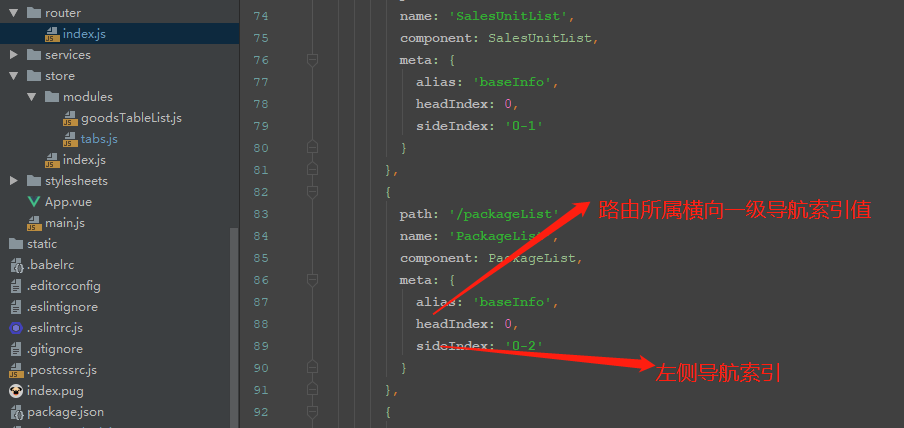 router
index.js
services
store
modules
goodsTableList.js
tabs.js
index.js
stylesheets
App.vue
main.js
static
.babelrc
.editorconfig
.eslintignore
.eslintrc.js
.gitignore
.postcssrc.js
index.pug
package.json
74 name: 'SalesUnitList',
75 component: SalesUnitList,
76 meta: {
77 alias: 'baseInfo',
78 headIndex: 0,
79 sideIndex: '0-1'
80 }
81 },
82 {
83 path: '/packageList'
84 name: 'PackageList',
85 component: PackageList,
86 meta: {
87 alias: 'baseInfo',
88 headIndex: 0,
89 sideIndex: '0-2'
90 }
91 },
92 {
路由所属横向一级导航索引值
左侧导航索引